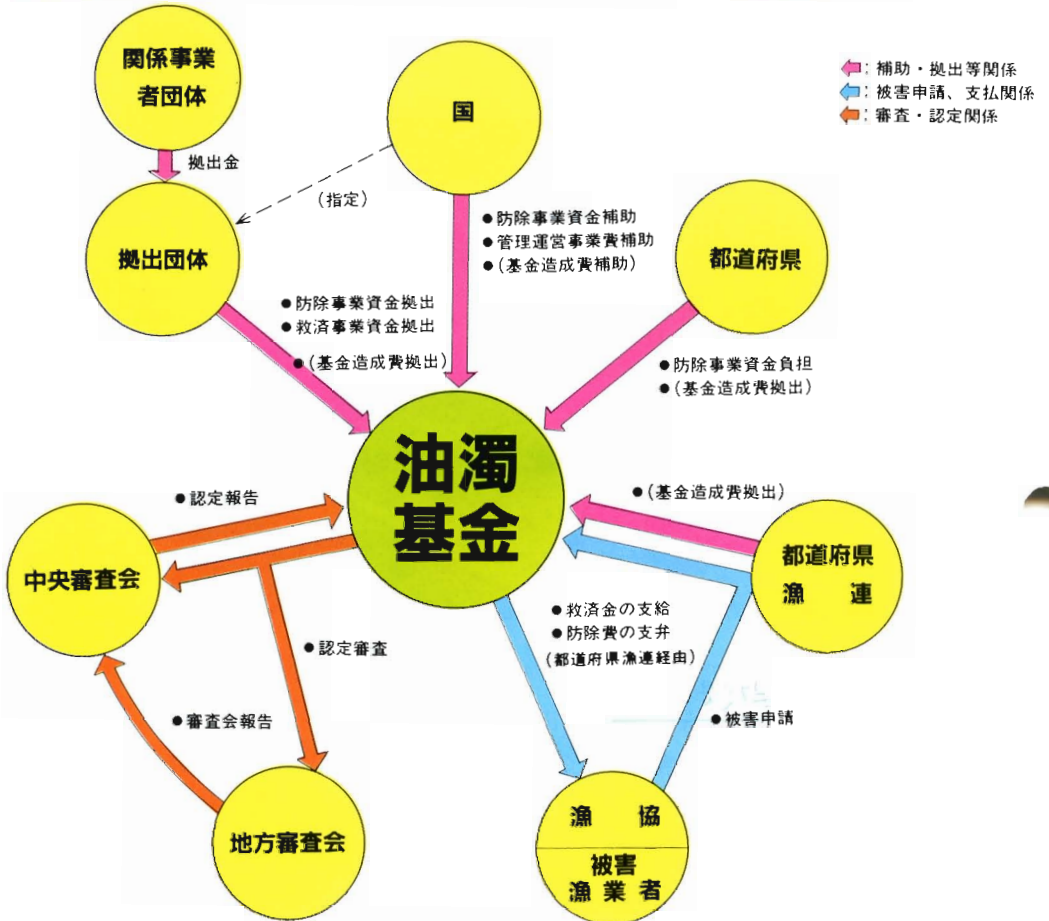 関係事業
者団体
:補助・拠出等関係
:被害申請、支払関係
:審査・認定関係
国
拠出金
(指定)
拠出団体
●防除事業資金補助
●管理運営事業費補助
●(基金造成費補助)
都道府県
●防除事業資金拠出
●救済事業資金拠出
●(基金造成費拠出)
●防除事業資金負担
●(基金造成費拠出)
油濁
基金
●認定報告
●(基金造成費拠出)
中央審査会
都道府県
漁 連
●救済金の支給
●防除費の支弁
(都道府県漁連経由)
●認定審査
●審査会報告
●被害申請
地方審査会
漁 協
被害
漁業者